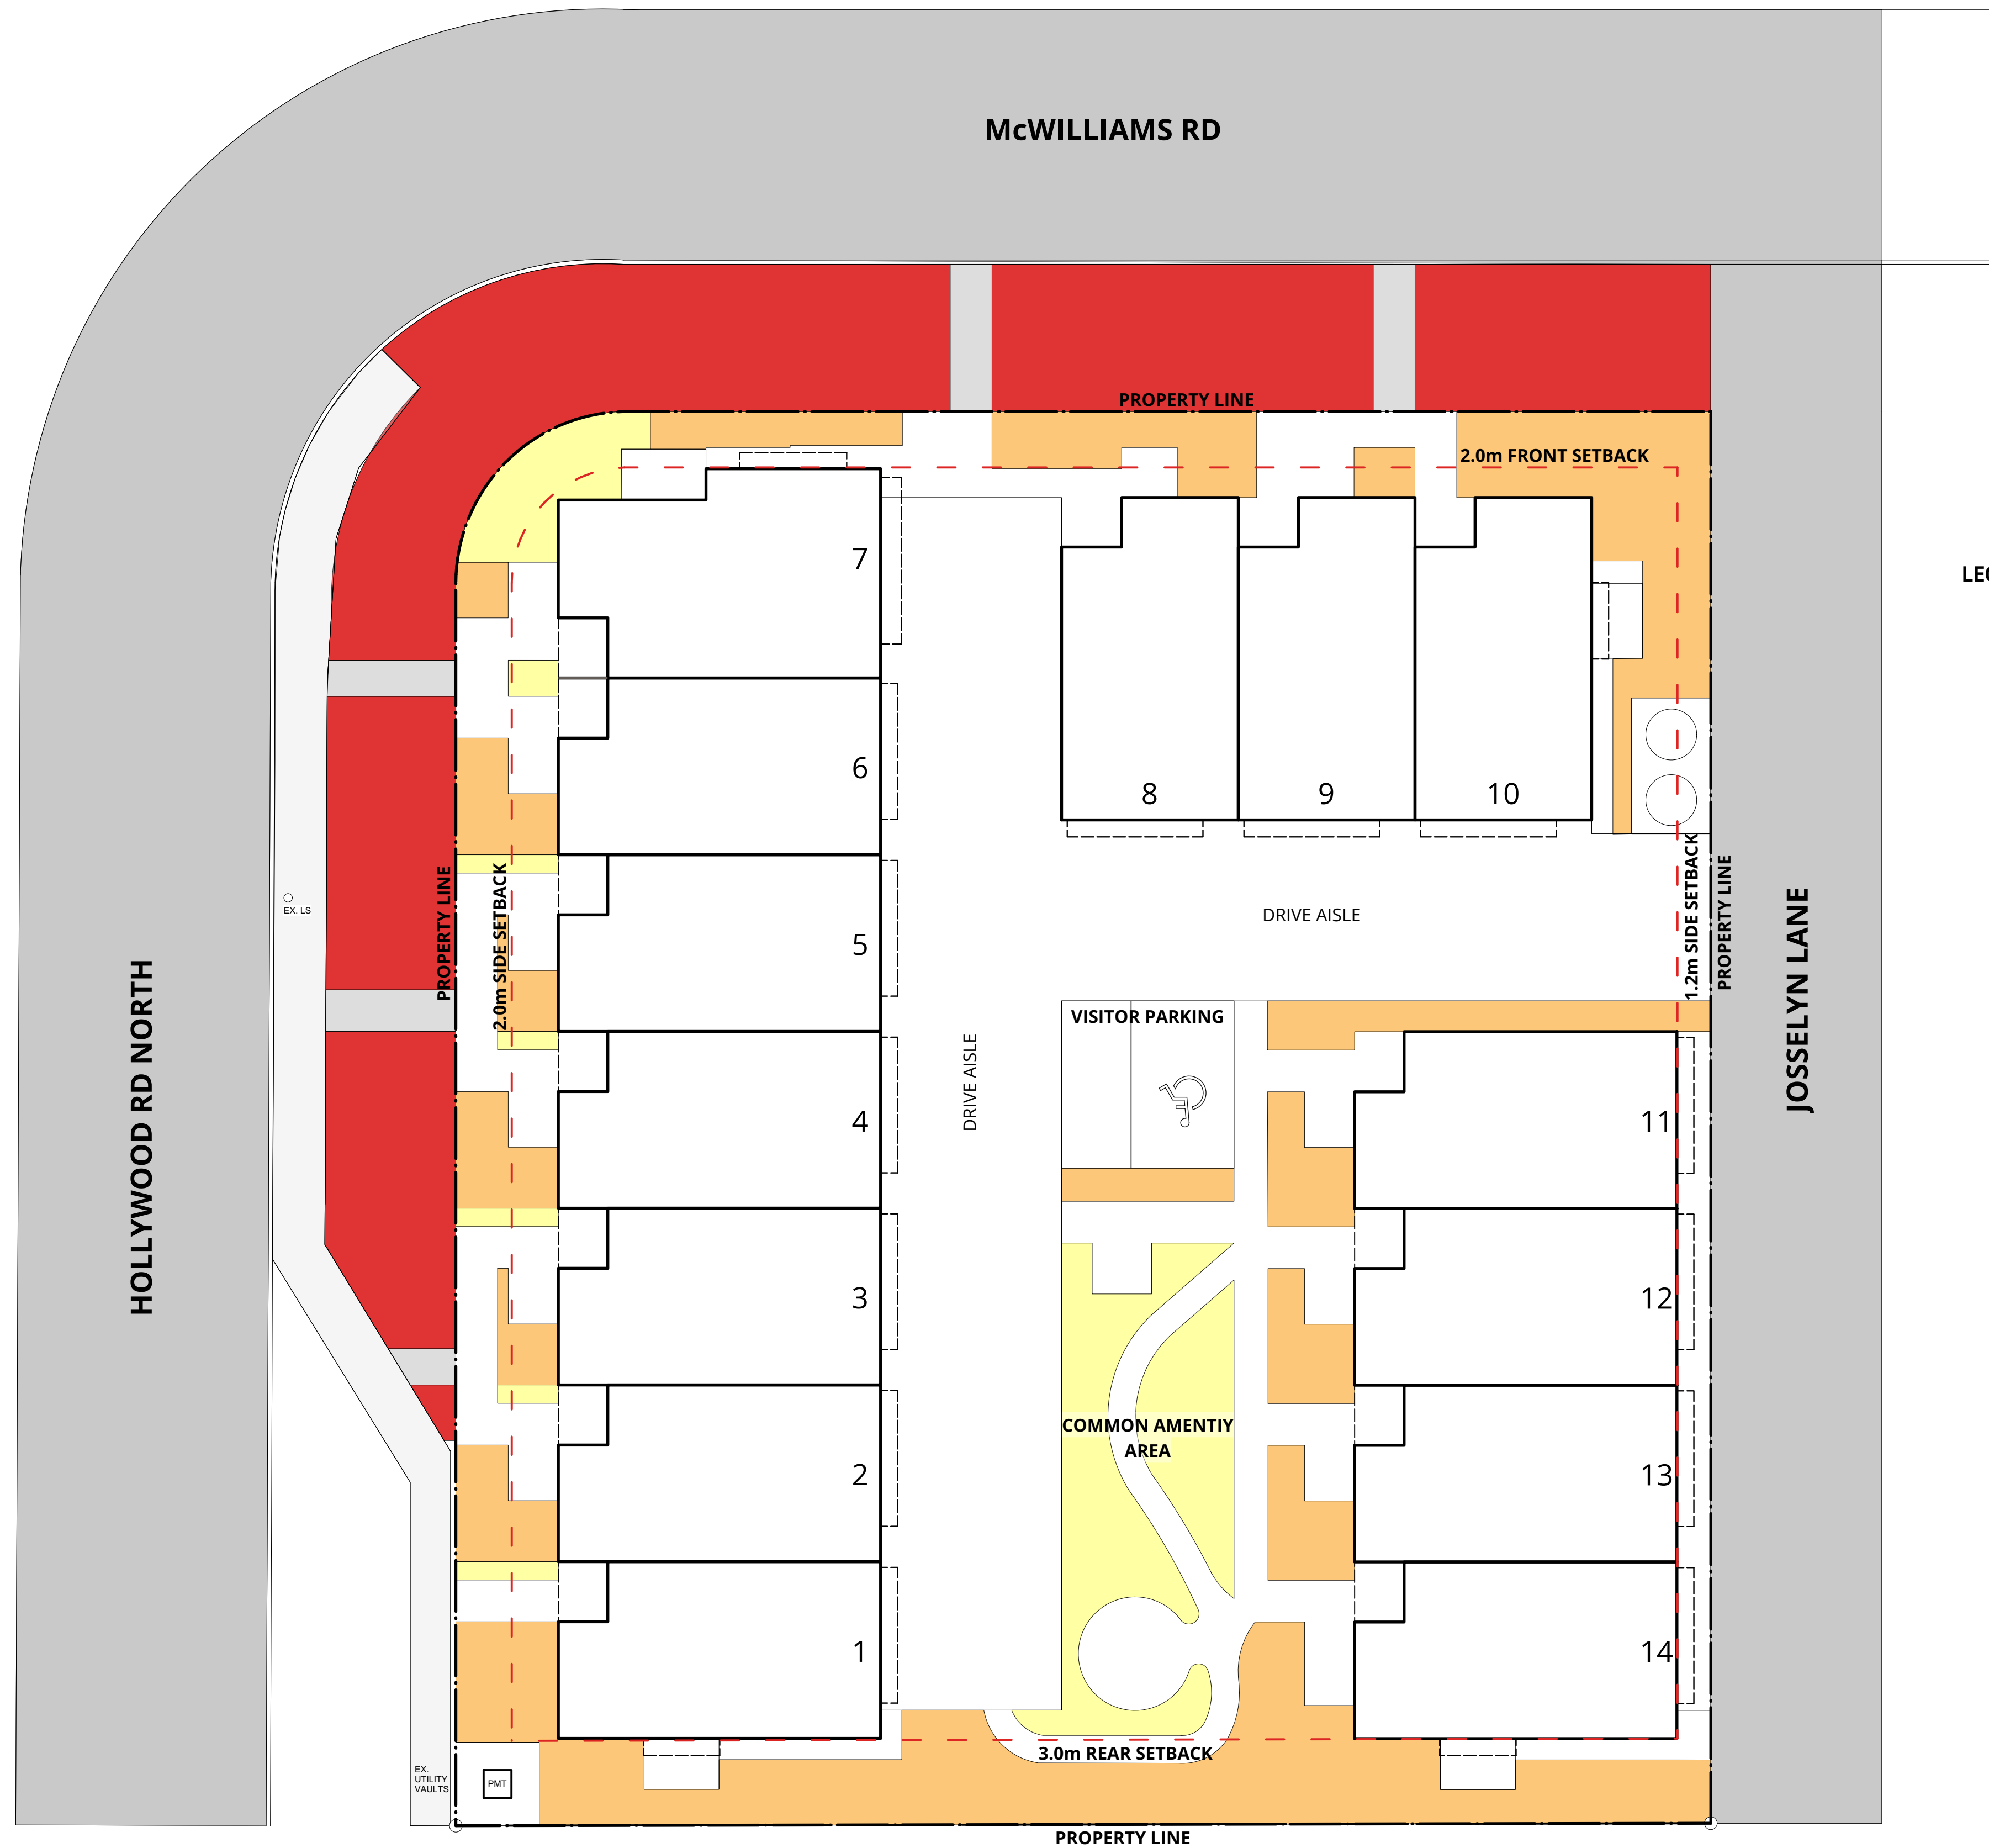 McWILLIAMS RD
PROPERTY LINE
2.0m FRONT SETBACK
7
LEG
6
8
9
10
PROPERTY LINE
2.0m SIDE SETBACK
EX. LS
5
DRIVE AISLE
1.2m SIDE SETBACK
PROPERTY LINE
JOSSELYN LANE
HOLLYWOOD RD NORTH
VISITOR PARKING
DRIVE AISLE
4
11
3
12
COMMON AMENTIY
AREA
2
13
1
14
3.0m REAR SETBACK
EX.
UTILITY
VAULTS
PMT
PROPERTY LINE